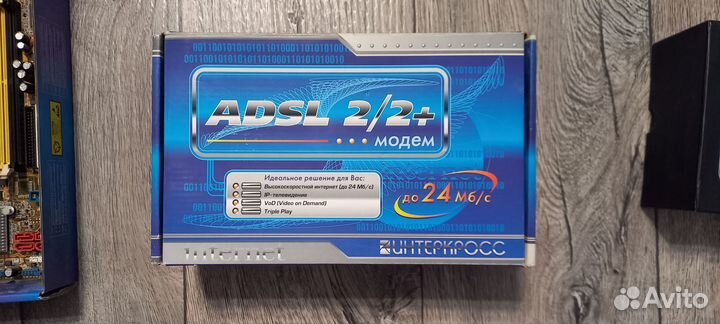 ADSL 2/2+
модем
Идеальное решение для Вас:
Высокоскоростной интернет (до 24 Мб/с)
IP-телевидение
VoD (Video on Demand)
Triple Play
до 24 Мб/с
Internet
ИНТЕРКРОСС
Avito